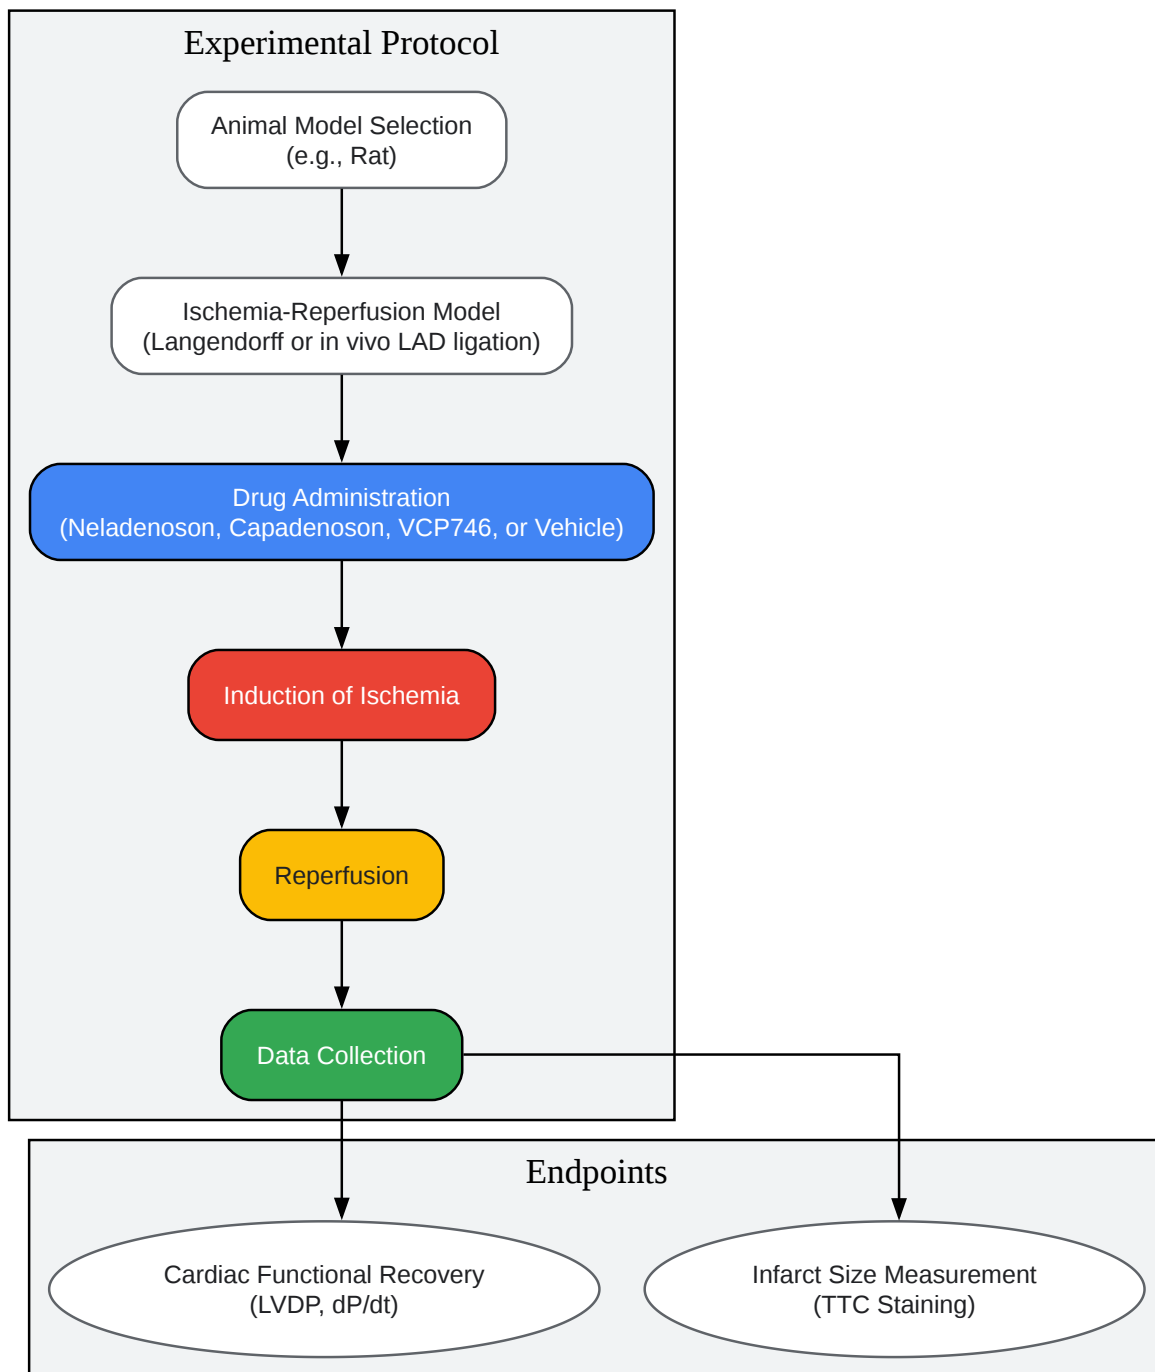 Experimental Protocol
Animal Model Selection
(e.g., Rat)
Ischemia-Reperfusion Model
(Langendorff or in vivo LAD ligation)
Drug Administration
(Neladenoson, Capadenoson, VCP746, or Vehicle)
Induction of Ischemia
Reperfusion
Data Collection
Endpoints
Cardiac Functional Recovery
(LVDP, dP/dt)
Infarct Size Measurement
(TTC Staining)